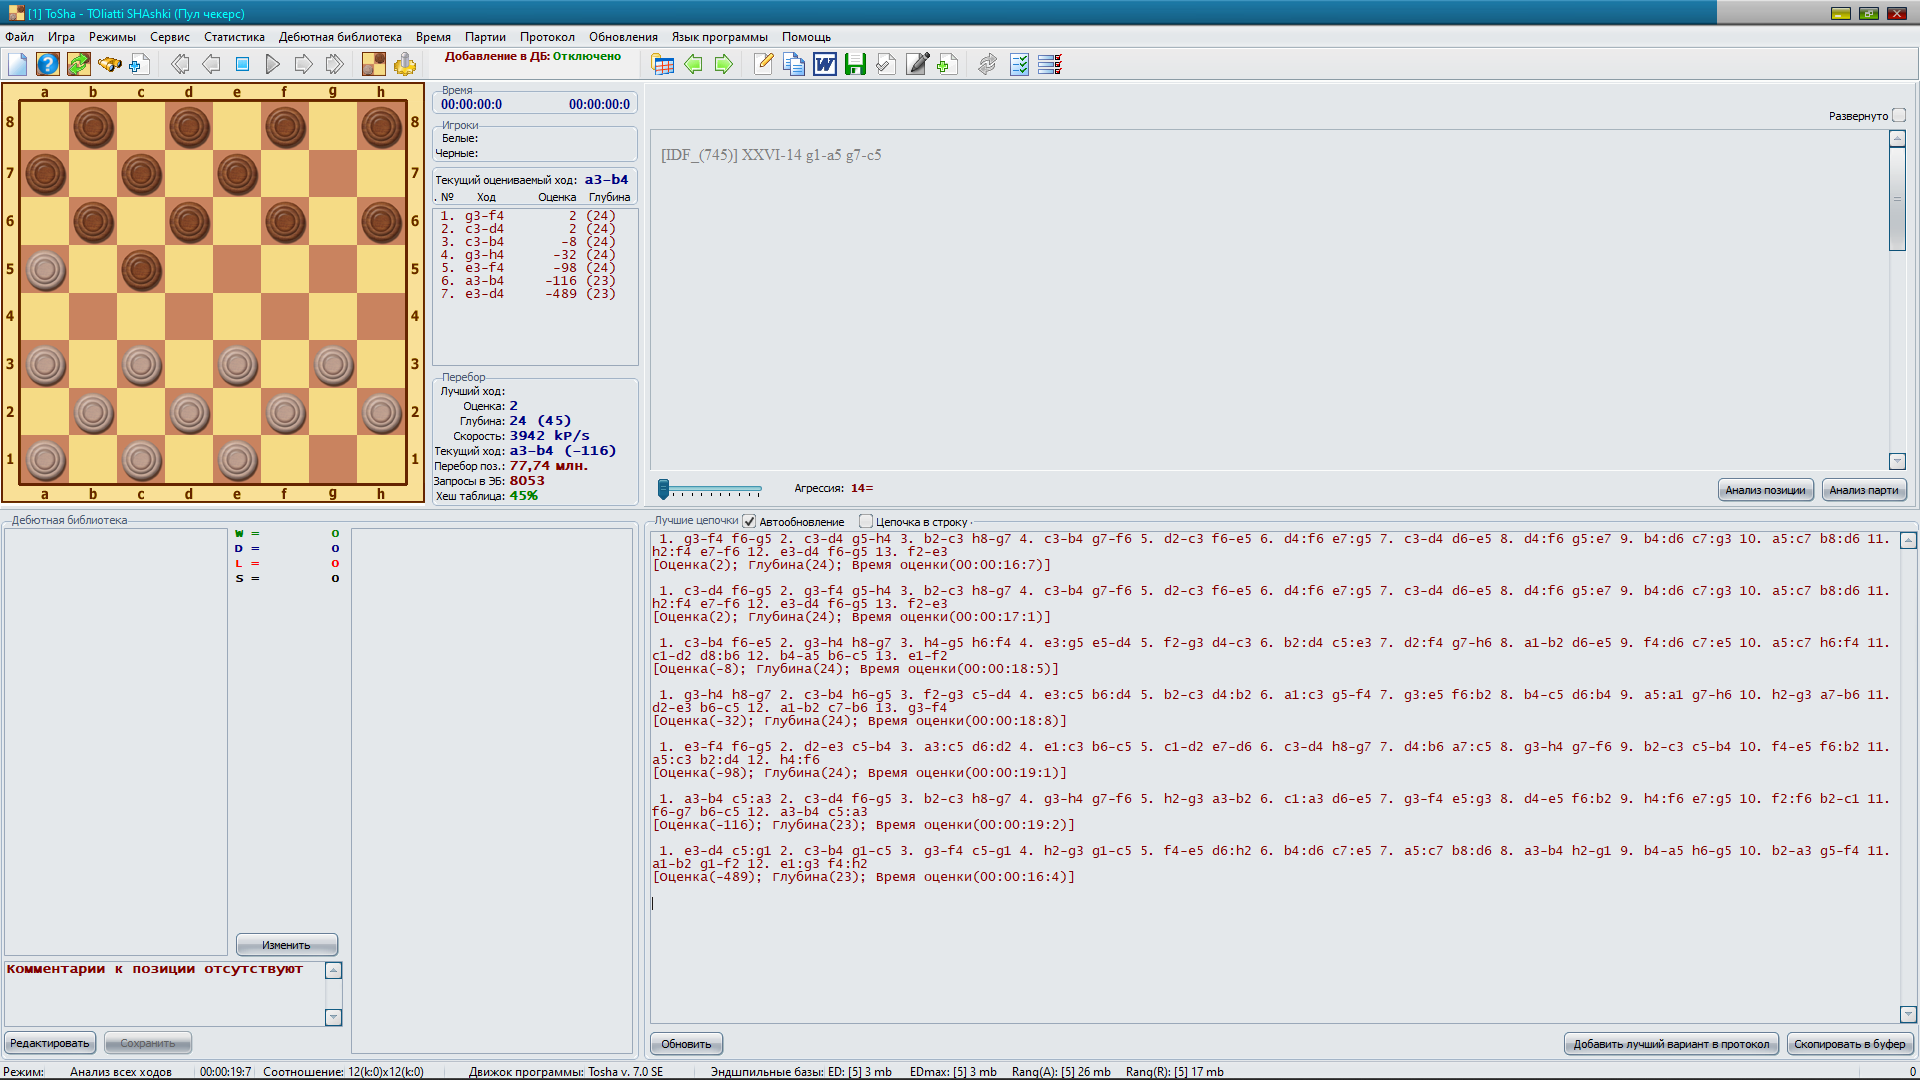 [1] ToSha - TOliatti SHAshki (Пул чекерс)
Файл Игра Режимы Сервис Статистика Дебютная библиотека Время Партии Протокол Обновления Язык программы Помощь
Добавление в ДБ: Отключено
a b c d e f g h
8 8
7 7
6 6
5 5
4 4
3 3
2 2
1 1
a b c d e f g h
Время
00:00:00:0 00:00:00:0
Игроки
Белые:
Черные:
Текущий оцениваемый ход: a3-b4
. № Ход Оценка Глубина
1. g3-f4 2 (24)
2. c3-d4 2 (24)
3. c3-b4 -8 (24)
4. g3-h4 -32 (24)
5. e3-f4 -98 (24)
6. a3-b4 -116 (23)
7. e3-d4 -489 (23)
Перебор
Лучший ход:
Оценка: 2
Глубина: 24 (45)
Скорость: 3942 kP/s
Текущий ход: a3-b4 (-116)
Перебор поз.: 77,74 млн.
Запросы в ЭБ: 8053
Хеш таблица: 45%
Развернуто
[IDF_(745)] XXVI-14 g1-a5 g7-c5
Агрессия: 14=
Анализ позиции
Анализ парти
Дебютная библиотека
W = 0
D = 0
L = 0
S = 0
Изменить
Комментарии к позиции отсутствуют
Редактировать
Сохранить
Лучшие цепочки Автообновление Цепочка в строку
1. g3-f4 f6-g5 2. c3-d4 g5-h4 3. b2-c3 h8-g7 4. c3-b4 g7-f6 5. d2-c3 f6-e5 6. d4:f6 e7:g5 7. c3-d4 d6-e5 8. d4:f6 g5:e7 9. b4:d6 c7:g3 10. a5:c7 b8:d6 11.
h2:f4 e7-f6 12. e3-d4 f6-g5 13. f2-e3
[Оценка(2); Глубина(24); Время оценки(00:00:16:7)]
1. c3-d4 f6-g5 2. g3-f4 g5-h4 3. b2-c3 h8-g7 4. c3-b4 g7-f6 5. d2-c3 f6-e5 6. d4:f6 e7:g5 7. c3-d4 d6-e5 8. d4:f6 g5:e7 9. b4:d6 c7:g3 10. a5:c7 b8:d6 11.
h2:f4 e7-f6 12. e3-d4 f6-g5 13. f2-e3
[Оценка(2); Глубина(24); Время оценки(00:00:17:1)]
1. c3-b4 f6-e5 2. g3-h4 h8-g7 3. h4-g5 h6:f4 4. e3:g5 e5-d4 5. f2-g3 d4-c3 6. b2:d4 c5:e3 7. d2:f4 g7-h6 8. a1-b2 d6-e5 9. f4:d6 c7:e5 10. a5:c7 h6:f4 11.
c1-d2 d8:b6 12. b4-a5 b6-c5 13. e1-f2
[Оценка(-8); Глубина(24); Время оценки(00:00:18:5)]
1. g3-h4 h8-g7 2. c3-b4 h6-g5 3. f2-g3 c5-d4 4. e3:c5 b6:d4 5. b2-c3 d4:b2 6. a1:c3 g5-f4 7. g3:e5 f6:b2 8. b4-c5 d6:b4 9. a5:a1 g7-h6 10. h2-g3 a7-b6 11.
d2-e3 b6-c5 12. a1-b2 c7-b6 13. g3-f4
[Оценка(-32); Глубина(24); Время оценки(00:00:18:8)]
1. e3-f4 f6-g5 2. d2-e3 c5-b4 3. a3:c5 d6:d2 4. e1:c3 b6-c5 5. c1-d2 e7-d6 6. c3-d4 h8-g7 7. d4:b6 a7:c5 8. g3-h4 g7-f6 9. b2-c3 c5-b4 10. f4-e5 f6:b2 11.
a5:c3 b2:d4 12. h4:f6
[Оценка(-98); Глубина(24); Время оценки(00:00:19:1)]
1. a3-b4 c5:a3 2. c3-d4 f6-g5 3. b2-c3 h8-g7 4. g3-h4 g7-f6 5. h2-g3 a3-b2 6. c1:a3 d6-e5 7. g3-f4 e5:g3 8. d4-e5 f6:b2 9. h4:f6 e7:g5 10. f2:f6 b2-c1 11.
f6-g7 b6-c5 12. a3-b4 c5:a3
[Оценка(-116); Глубина(23); Время оценки(00:00:19:2)]
1. e3-d4 c5:g1 2. c3-b4 g1-c5 3. g3-f4 c5-g1 4. h2-g3 g1-c5 5. f4-e5 d6:h2 6. b4:d6 c7:e5 7. a5:c7 b8:d6 8. a3-b4 h2-g1 9. b4-a5 h6-g5 10. b2-a3 g5-f4 11.
a1-b2 g1-f2 12. e1:g3 f4:h2
[Оценка(-489); Глубина(23); Время оценки(00:00:16:4)]
Обновить
Добавить лучший вариант в протокол
Скопировать в буфер
Режим: Анализ всех ходов 00:00:19:7 Соотношение: 12(k:0)x12(k:0) Движок программы: Tosha v. 7.0 SE Эндшпильные базы: ED: [5] 3 mb EDmax: [5] 3 mb Rang(A): [5] 26 mb Rang(R): [5] 17 mb 0